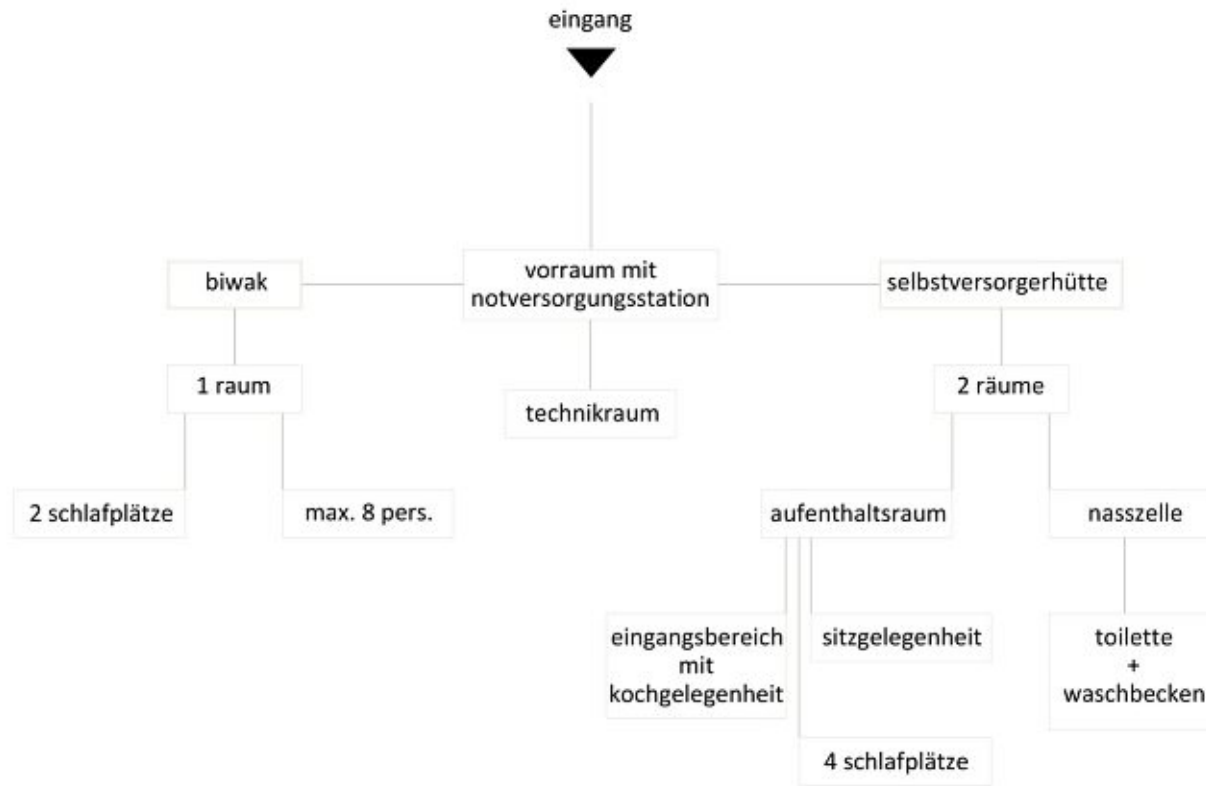 eingang
biwak
vorraum mit
notversorgungsstation
selbstversorgerhütte
1 raum
technikraum
2 räume
2 schlafplätze
max. 8 pers.
aufenthaltsraum
nasszelle
eingangsbereich
mit
kochgelegenheit
sitzgelegenheit
toilette
+
waschbecken
4 schlafplätze